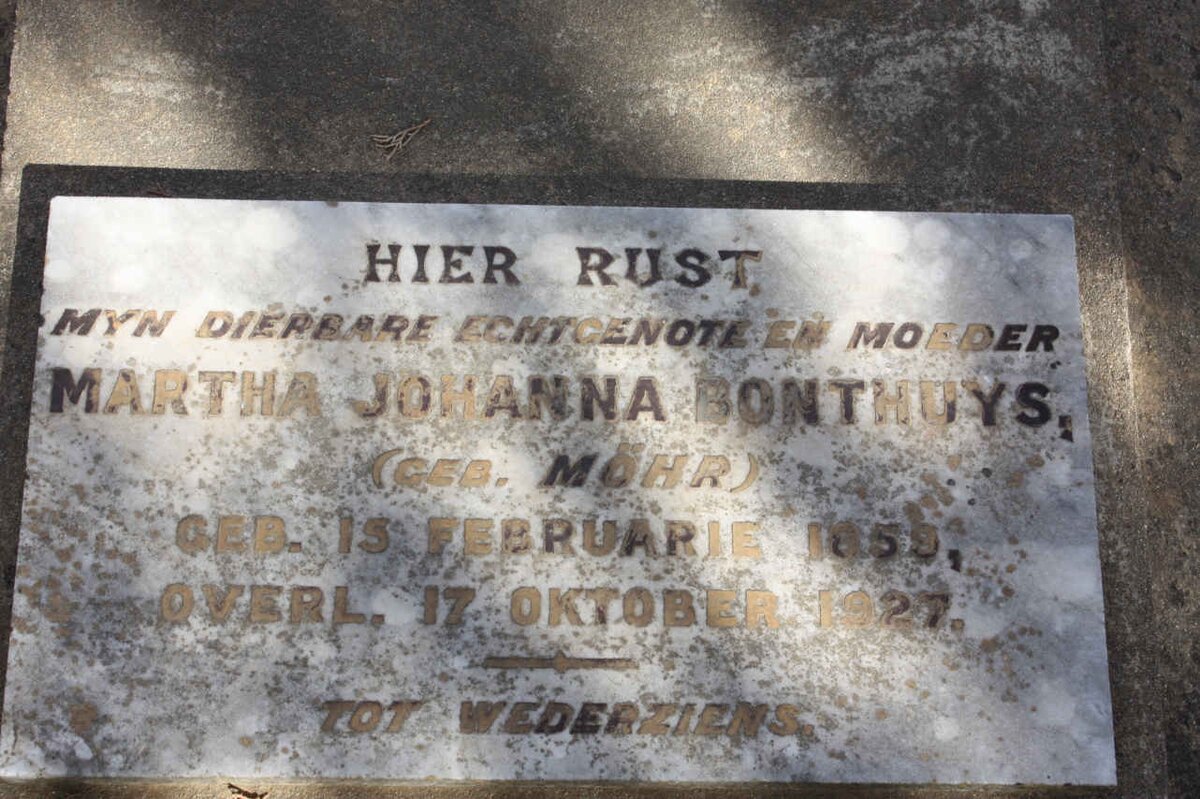 HIER RUST
MYN DIERBARE ECHTGENOTE EN MOEDER
MARTHA JOHANNA BONTHUYS,
(GEB. MÖHR)
GEB. 15 FEBRUARIE 1859,
OVERL. 17 OKTOBER 1927.
TOT WEDERZIENS.